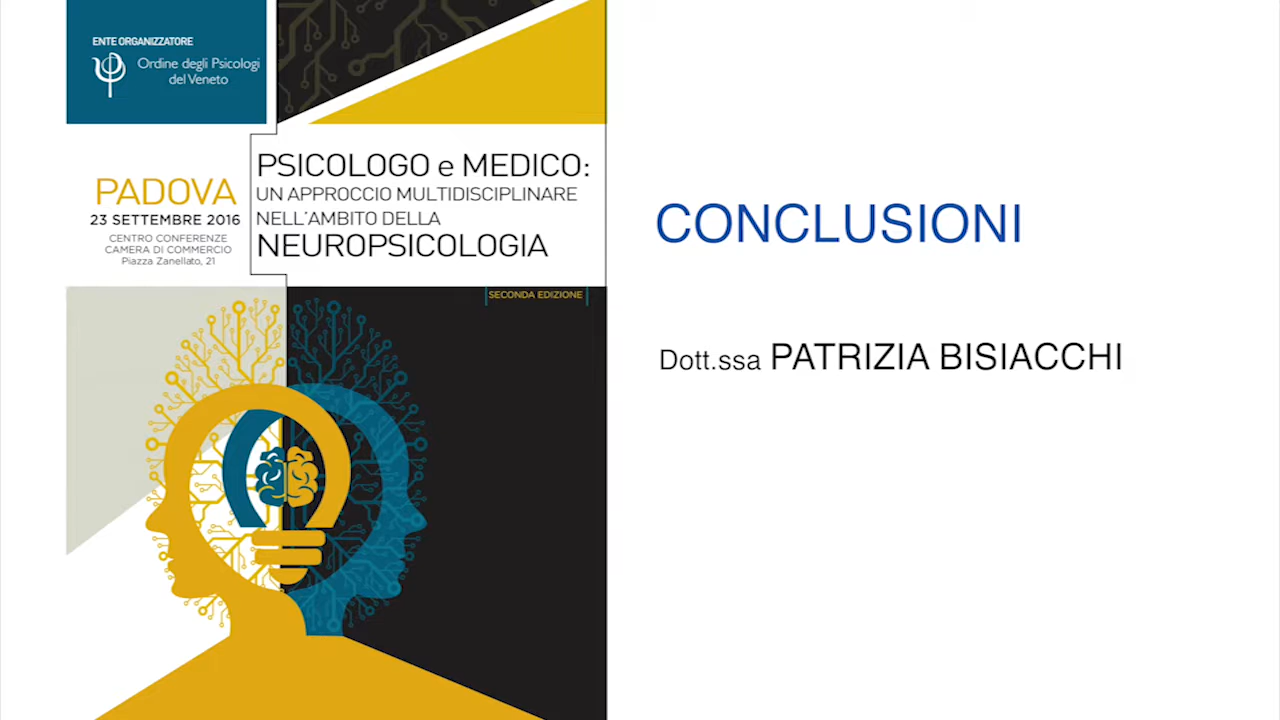 ENTE ORGANIZZATORE
Ordine degli Psicologi
del Veneto
PADOVA
23 SETTEMBRE 2016
CENTRO CONFERENZE
CAMERA DI COMMERCIO
Piazza Zanellato, 21
PSICOLOGO e MEDICO:
UN APPROCCIO MULTIDISCIPLINARE
NELL'AMBITO DELLA
NEUROPSICOLOGIA
SECONDA EDIZIONE
CONCLUSIONI
Dott.ssa PATRIZIA BISIACCHI